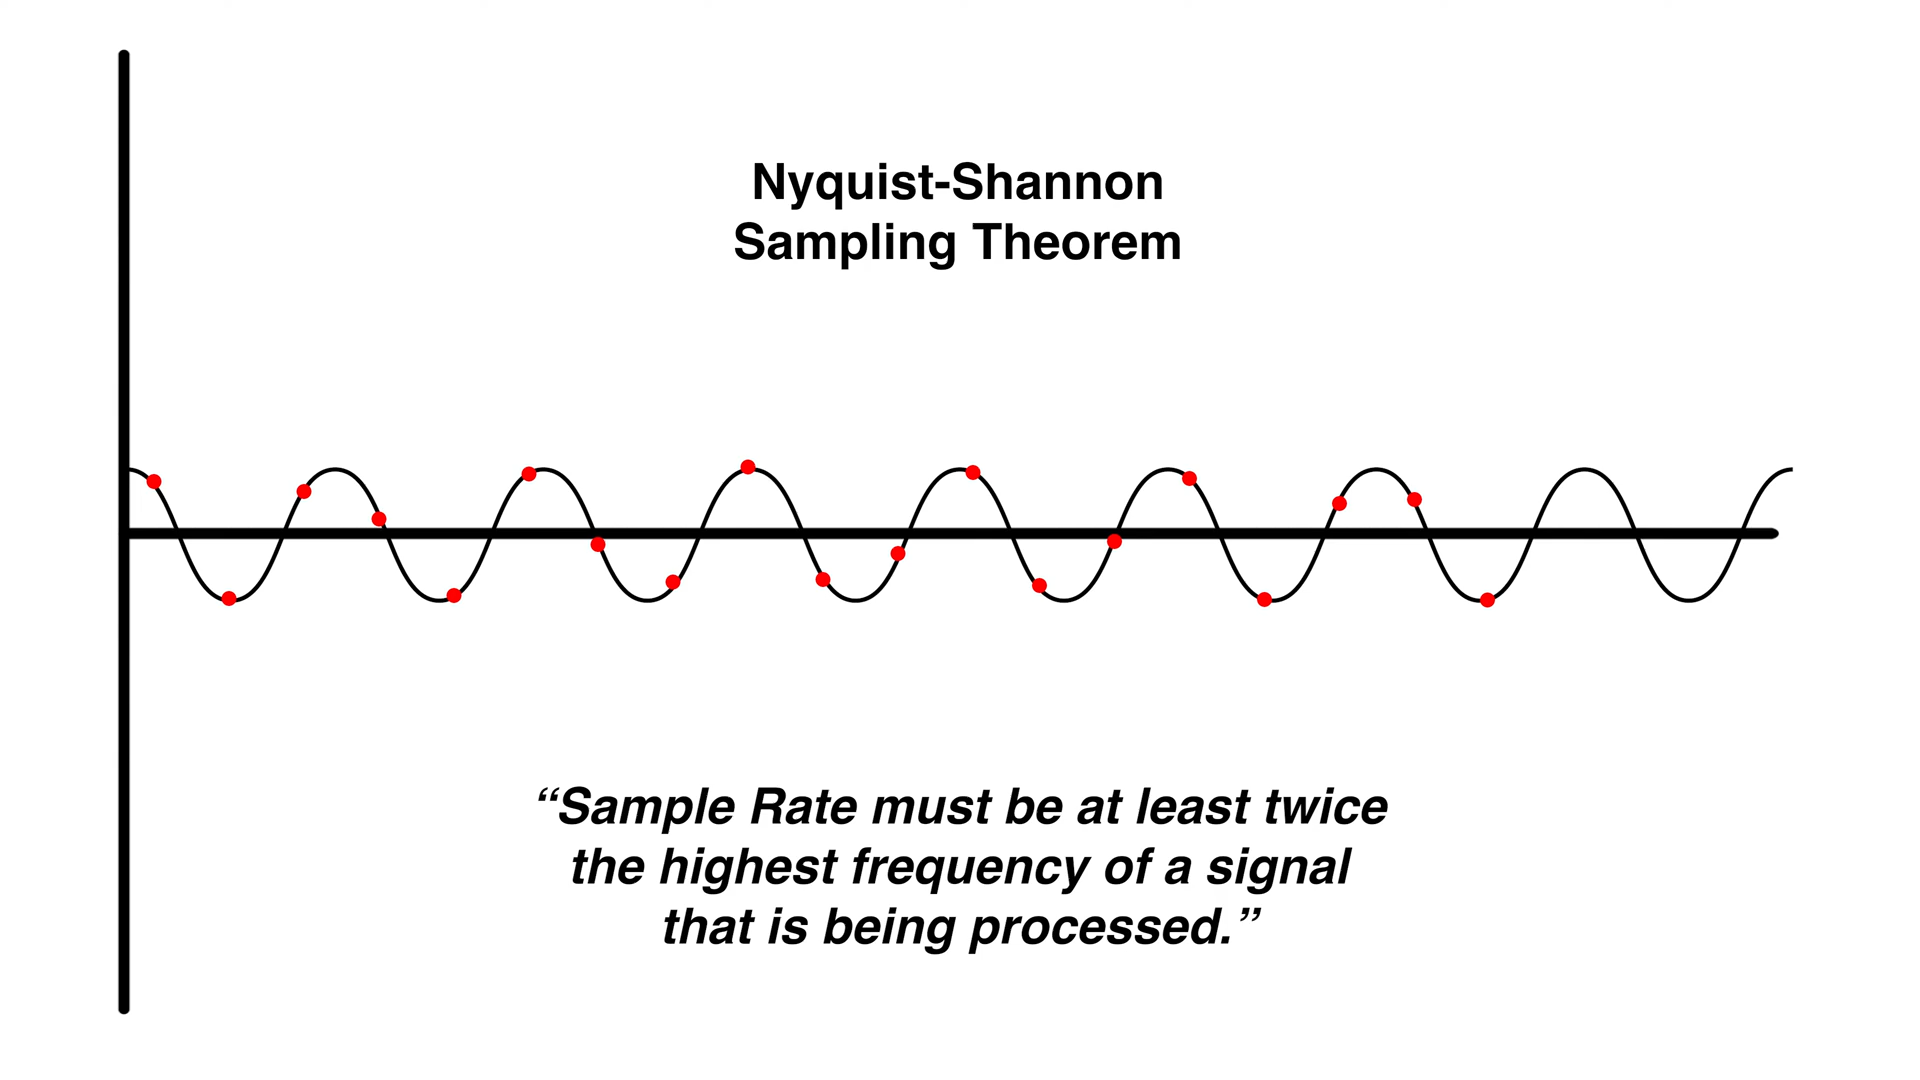 Nyquist-Shannon
Sampling Theorem
“Sample Rate must be at least twice
the highest frequency of a signal
that is being processed.”